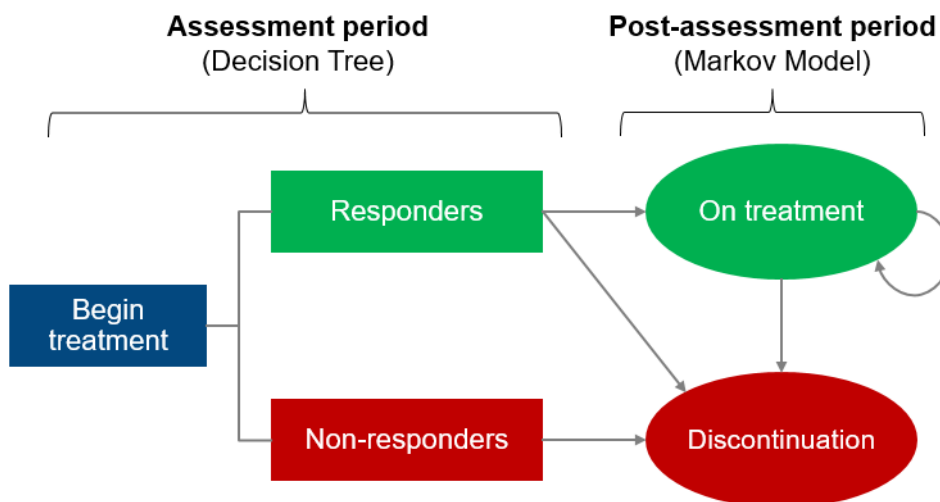 Assessment period
(Decision Tree)
Post-assessment period
(Markov Model)
Responders
On treatment
Begin
treatment
Non-responders
Discontinuation